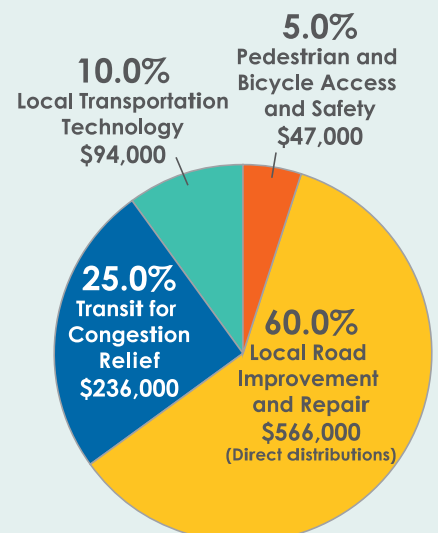 5.0%
Pedestrian and
Bicycle Access
and Safety
$47,000
10.0%
Local Transportation
Technology
$94,000
25.0%
Transit for
Congestion
Relief
$236,000
60.0%
Local Road
Improvement
and Repair
$566,000
(Direct distributions)